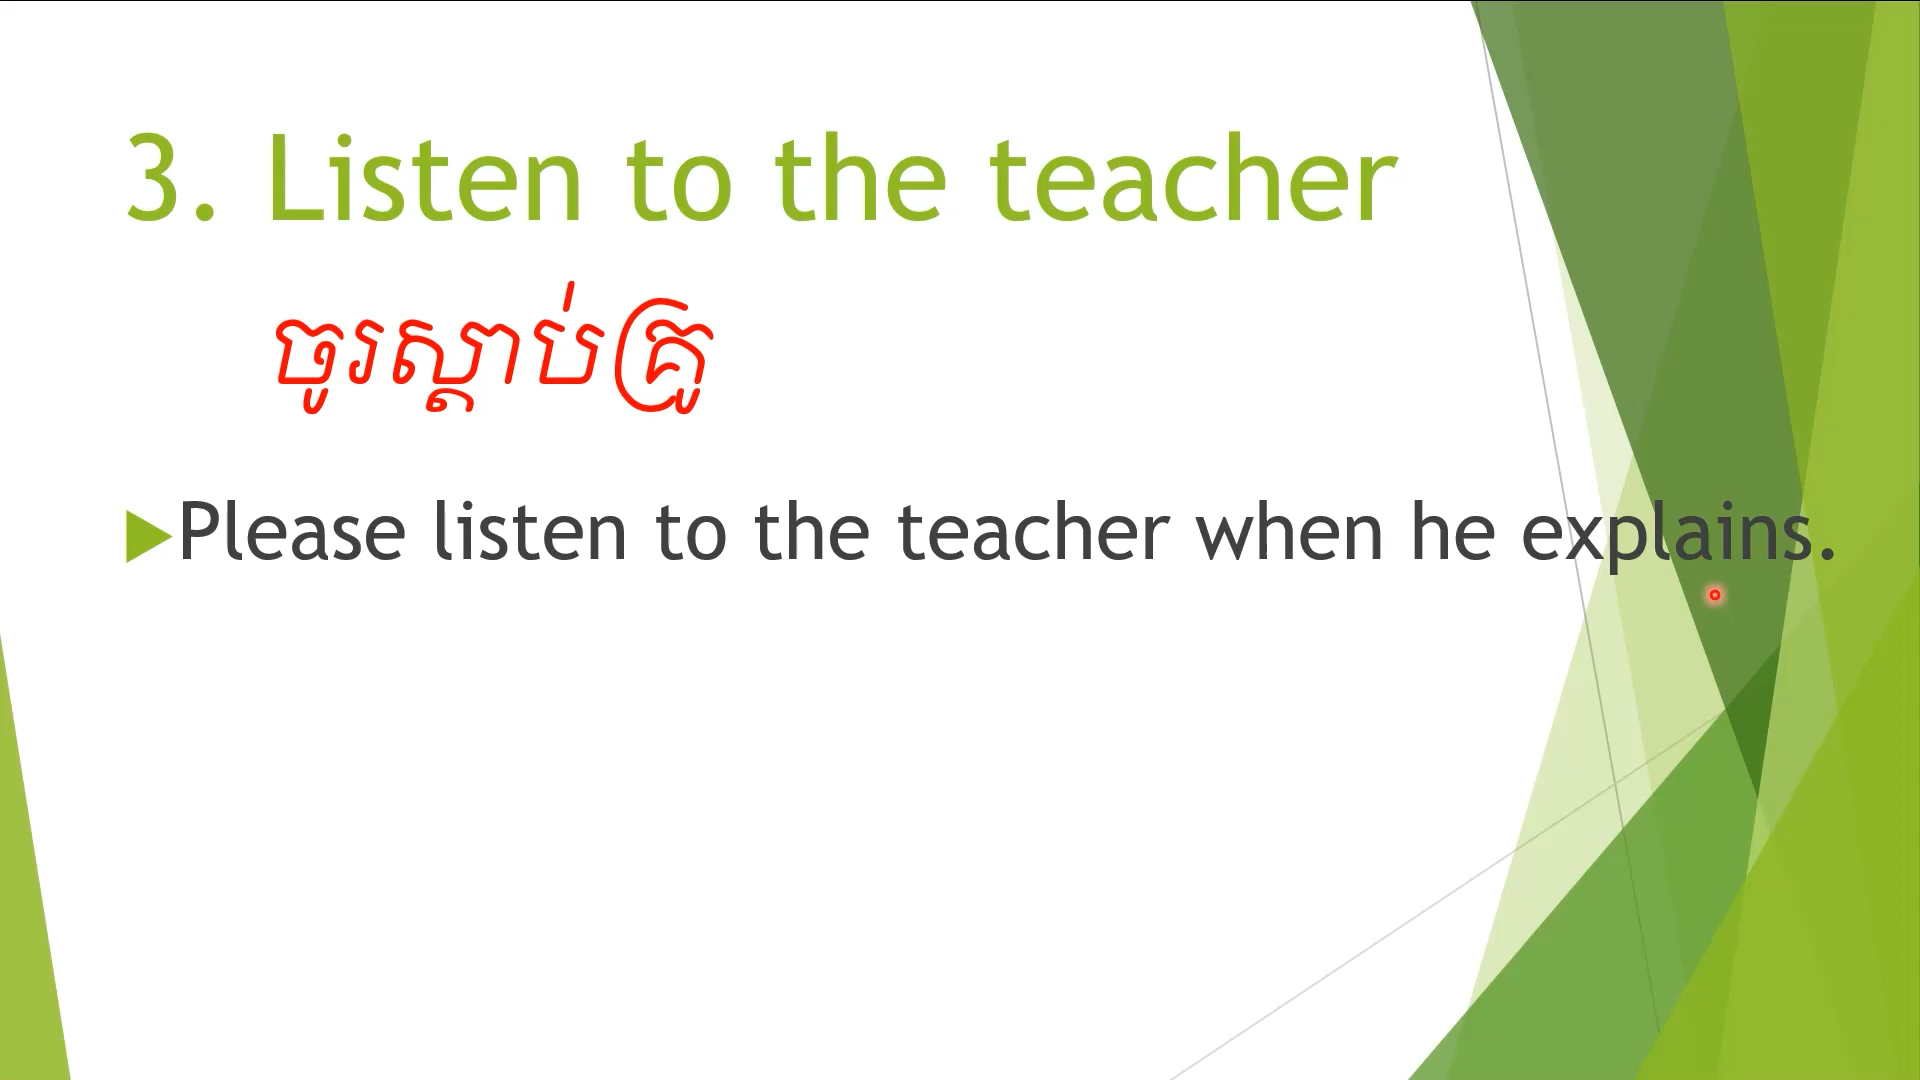 3. Listen to the teacher
ចូរស្តាប់គ្រូ
Please listen to the teacher when he explains.